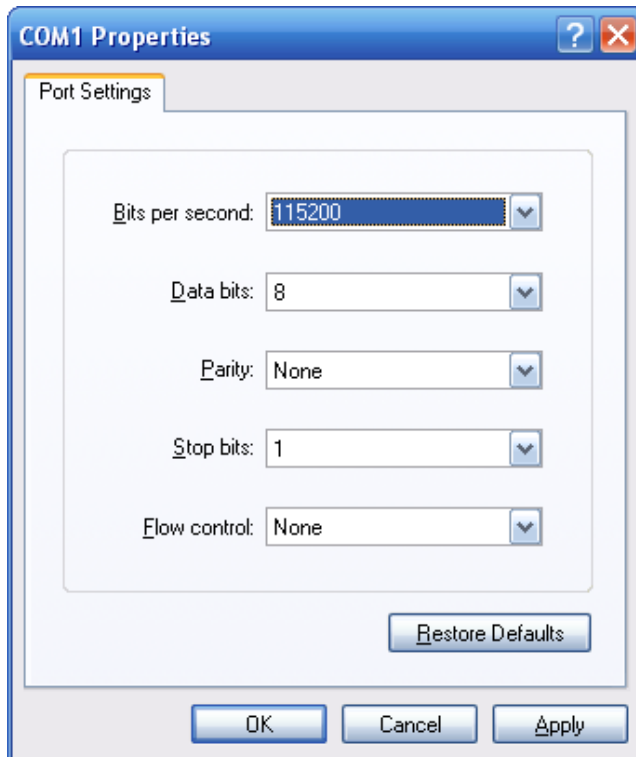 COM1 Properties
Port Settings
Bits per second: 115200
Data bits: 8
Parity: None
Stop bits: 1
Flow control: None
Restore Defaults
OK Cancel Apply